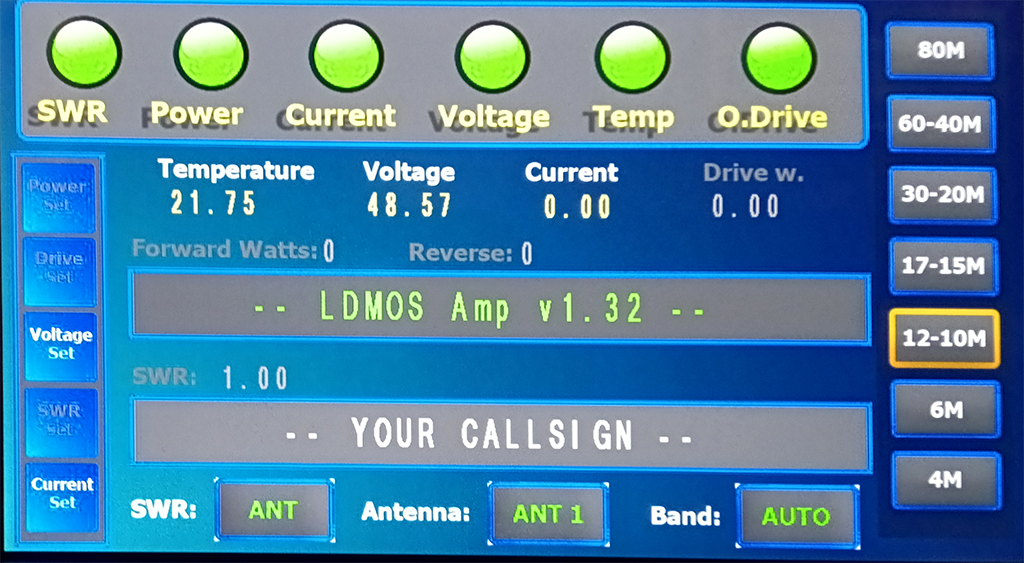 SWR Power Current Voltage Temp O.Drive
80M
60-40M
30-20M
17-15M
12-10M
6M
4M
Power Set
Drive Set
Voltage Set
SWR Set
Current Set
Temperature Voltage Current Drive w.
21.75 48.57 0.00 0.00
Forward Watts: 0 Reverse: 0
-- LDMOS Amp v1.32 --
SWR: 1.00
-- YOUR CALLSIGN --
SWR: ANT Antenna: ANT 1 Band: AUTO